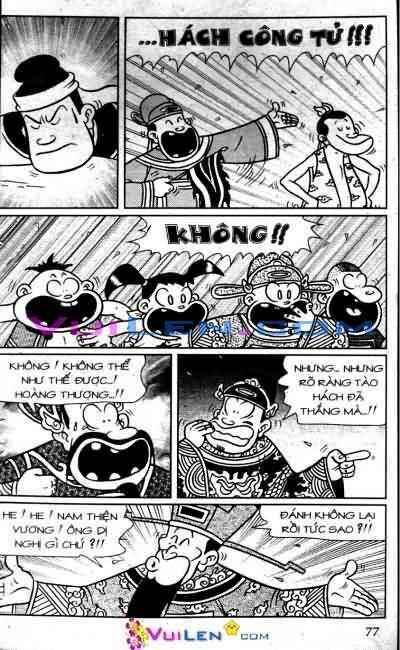 ...HÁCH CÔNG TỬ!!!
KHÔNG!!
VUILEN.COM
KHÔNG! KHÔNG THỂ
NHƯ THẾ ĐƯỢC..!
HOÀNG THƯỢNG...!!
NHƯNG.. NHƯNG
RÕ RÀNG TÀO
HÁCH ĐÃ
THẮNG MÀ..!!
HE! HE! NAM THIỆN
VƯƠNG! ÔNG DỊ
NGHỊ GÌ CHỨ?!!
ĐÁNH KHÔNG LẠI
RỒI TỨC SAO?!!
77
VUILEN.COM